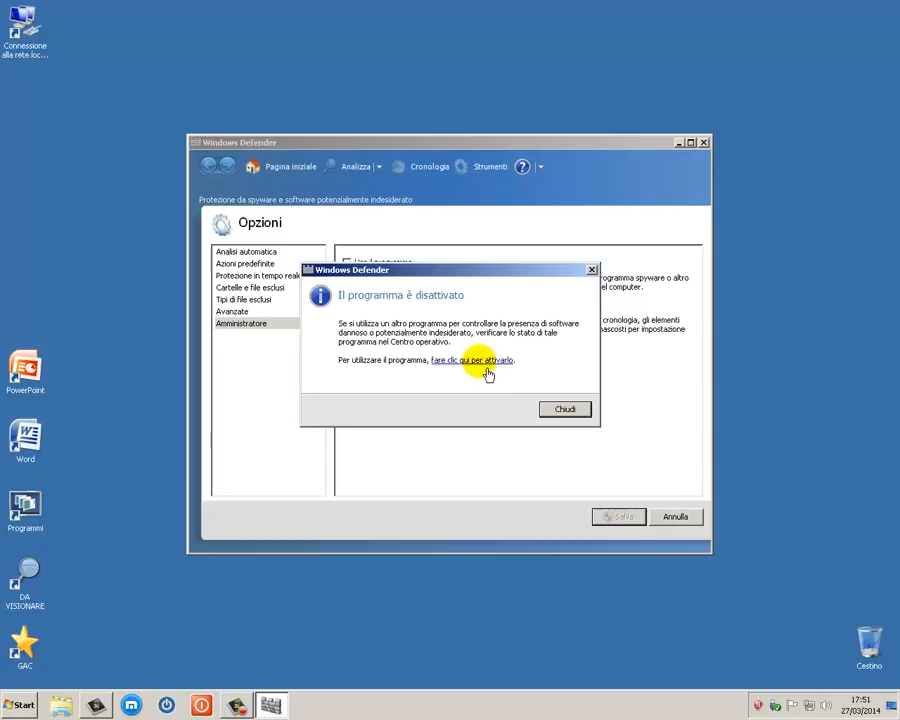 Connessione
alla rete loc...
Windows Defender
Pagina iniziale
Analizza
Cronologia
Strumenti
?
Protezione da spyware e software potenzialmente indesiderato
Opzioni
Analisi automatica
Azioni predefinite
Protezione in tempo reale
Cartelle e file esclusi
Tipi di file esclusi
Avanzate
Amministratore
rogramma spyware o altro
el computer.
cronologia, gli elementi
nascosti per impostazione
Windows Defender
Il programma è disattivato
Se si utilizza un altro programma per controllare la presenza di software
dannoso o potenzialmente indesiderato, verificare lo stato di tale
programma nel Centro operativo.
Per utilizzare il programma, fare clic qui per attivarlo.
Chiudi
Salva
Annulla
PowerPoint
Word
Programmi
DA
VISIONARE
GAC
Cestino
Start
17:51
27/03/2014